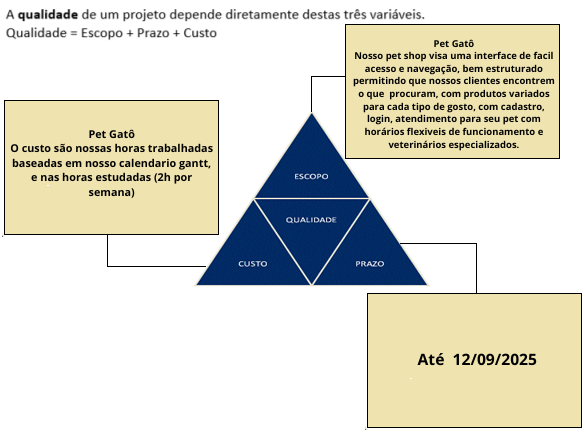 A qualidade de um projeto depende diretamente destas três variáveis.
Qualidade = Escopo + Prazo + Custo
Pet Gatô
Nosso pet shop visa uma interface de facil
acesso e navegação, bem estruturado
permitindo que nossos clientes encontrem
o que procuram, com produtos variados
para cada tipo de gosto, com cadastro,
login, atendimento para seu pet com
horários flexiveis de funcionamento e
veterinários especializados.
Pet Gatô
O custo são nossas horas trabalhadas
baseadas em nosso calendario gantt,
e nas horas estudadas (2h por
semana)
ESCOPO
QUALIDADE
CUSTO
PRAZO
Até 12/09/2025